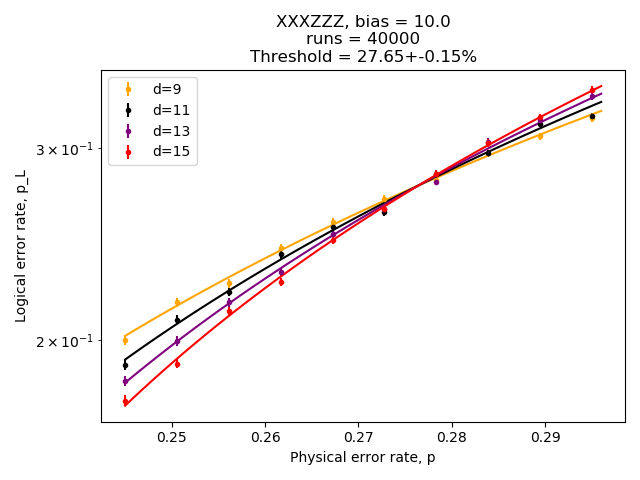 XXXZZZ, bias = 10.0
runs = 40000
Threshold = 27.65+-0.15%
d=9
d=11
d=13
d=15
Logical error rate, p_L
3 × 10⁻¹
2 × 10⁻¹
0.25 0.26 0.27 0.28 0.29
Physical error rate, p